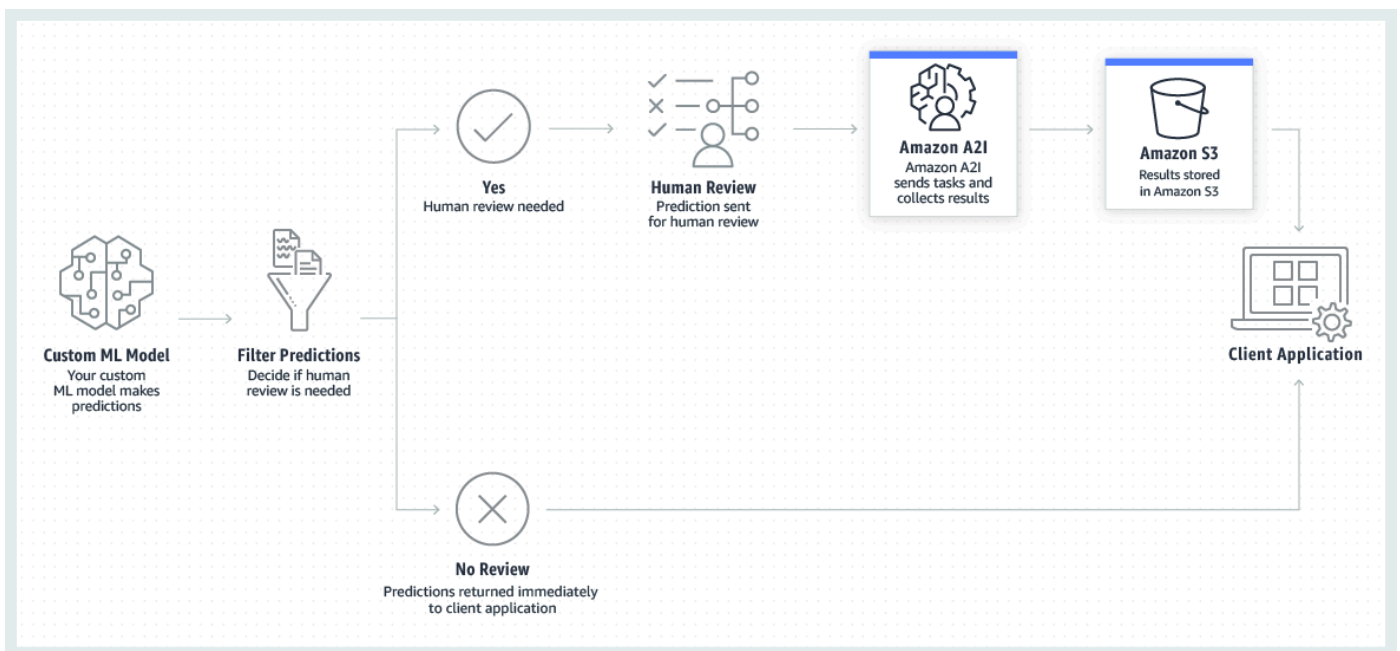 Yes
Human review needed
Human Review
Prediction sent
for human review
Amazon A2I
Amazon A2I
sends tasks and
collects results
Amazon S3
Results stored
in Amazon S3
Custom ML Model
Your custom
ML model makes
predictions
Filter Predictions
Decide if human
review is needed
Client Application
No Review
Predictions returned immediately
to client application